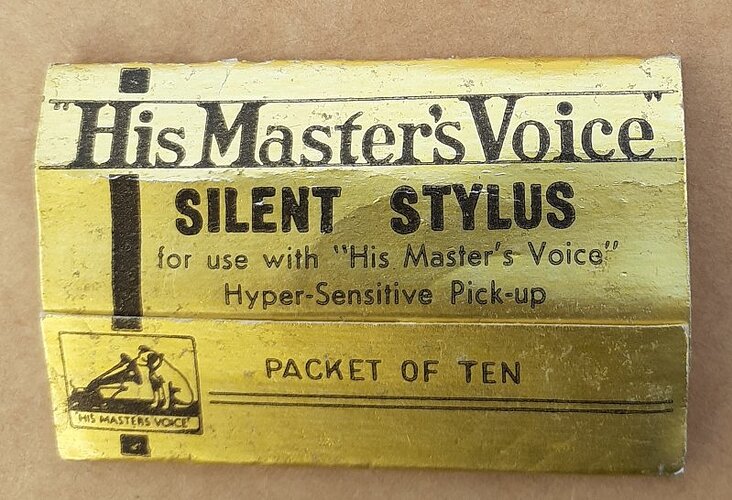 "His Master's Voice"
SILENT STYLUS
for use with "His Master's Voice"
Hyper-Sensitive Pick-up
PACKET OF TEN
"HIS MASTERS VOICE"